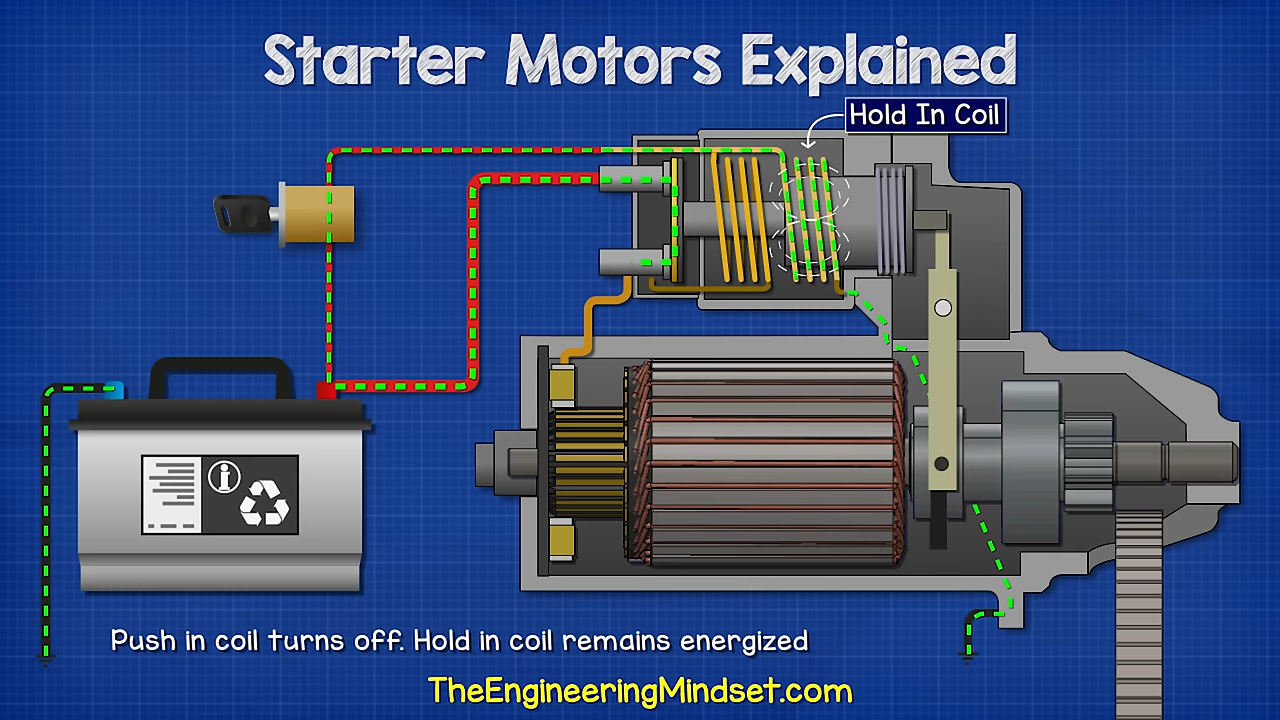 Starter Motors Explained
Hold In Coil
Push in coil turns off. Hold in coil remains energized
TheEngineeringMindset.com